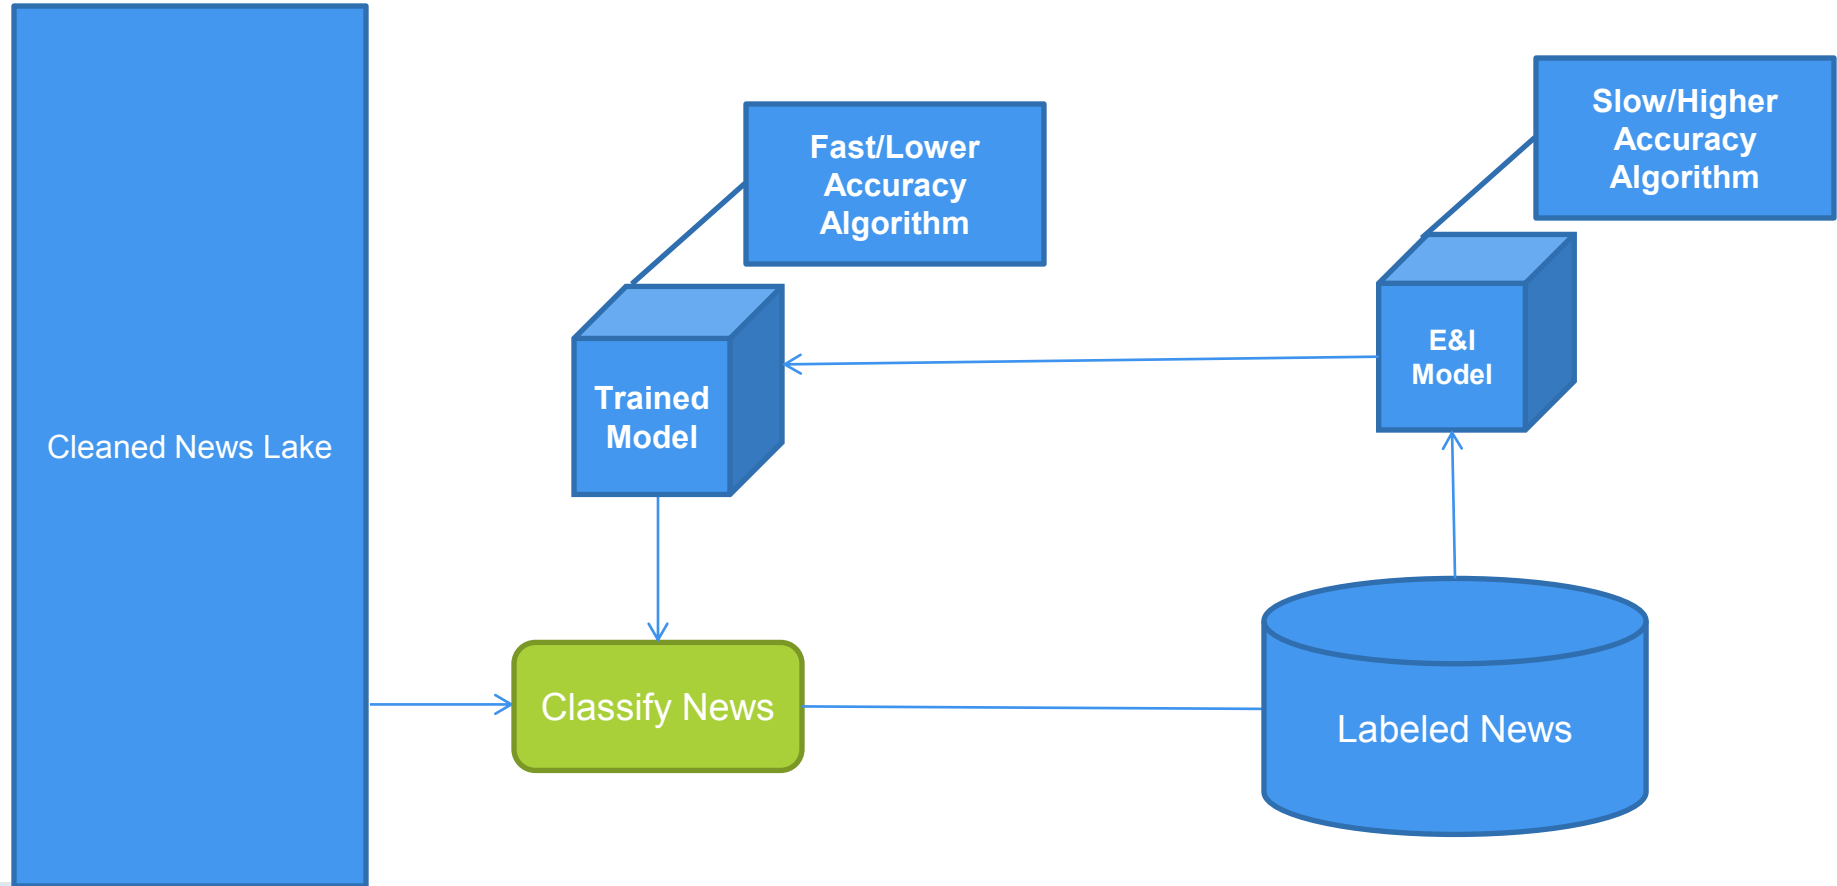 Cleaned News Lake
Fast/Lower
Accuracy
Algorithm
Slow/Higher
Accuracy
Algorithm
Trained
Model
E&I
Model
Classify News
Labeled News